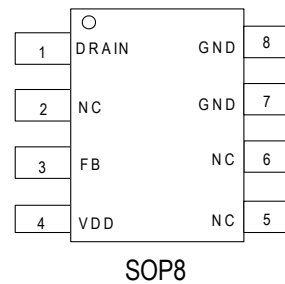 1 DRAIN GND 8
2 NC GND 7
3 FB NC 6
4 VDD NC 5
SOP8